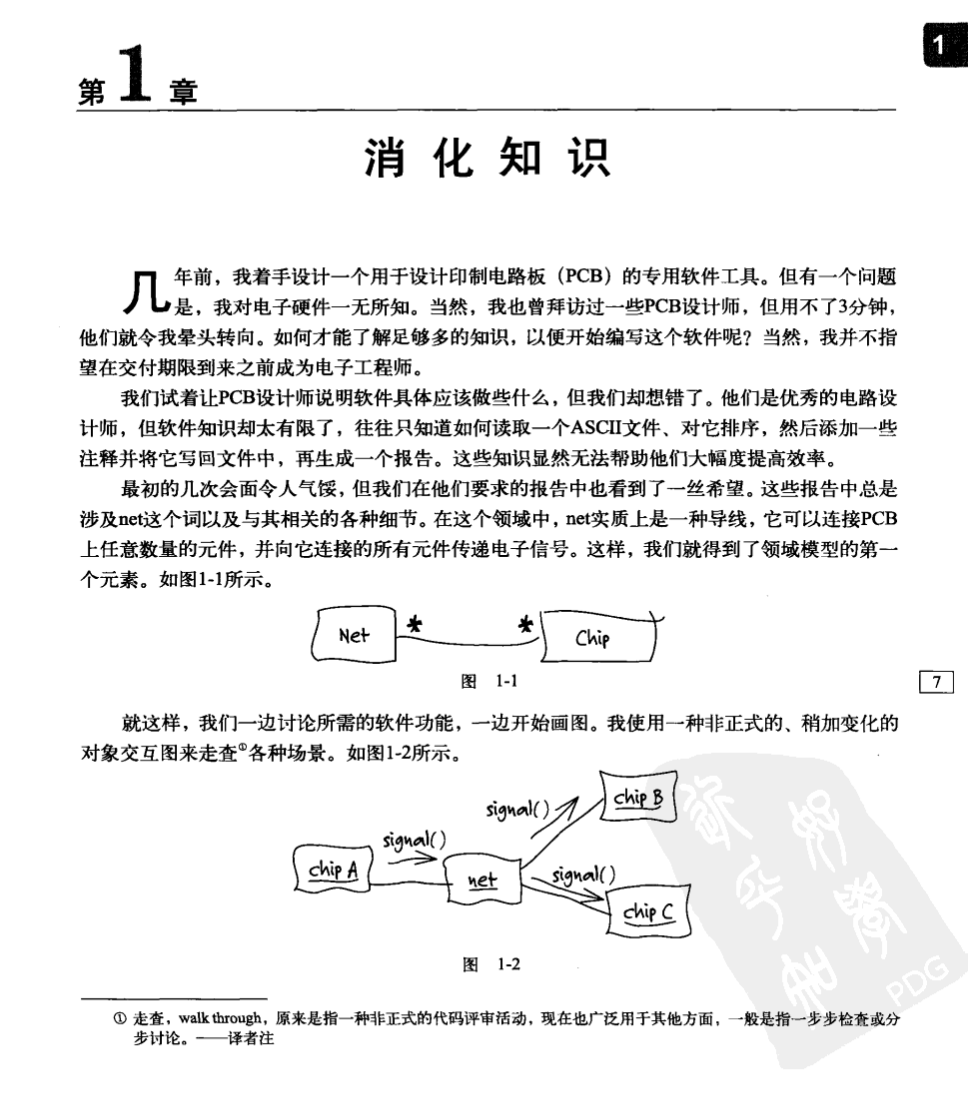 1
第1章
消化知识
几年前，我着手设计一个用于设计印制电路板（PCB）的专用软件工具。但有一个问题
是，我对电子硬件一无所知。当然，我也曾拜访过一些PCB设计师，但用不了3分钟，
他们就令我晕头转向。如何才能了解足够多的知识，以便开始编写这个软件呢？当然，我并不指
望在交付期限到来之前成为电子工程师。
我们试着让PCB设计师说明软件具体应该做些什么，但我们却想错了。他们是优秀的电路设
计师，但软件知识却太有限了，往往只知道如何读取一个ASCII文件、对它排序，然后添加一些
注释并将它写回文件中，再生成一个报告。这些知识显然无法帮助他们大幅度提高效率。
最初的几次会面令人气馁，但我们在他们要求的报告中也看到了一丝希望。这些报告中总是
涉及net这个词以及与其相关的各种细节。在这个领域中，net实质上是一种导线，它可以连接PCB
上任意数量的元件，并向它连接的所有元件传递电子信号。这样，我们就得到了领域模型的第一
个元素。如图1-1所示。
Net * * Chip
图 1-1
7
就这样，我们一边讨论所需的软件功能，一边开始画图。我使用一种非正式的、稍加变化的
对象交互图来走查①各种场景。如图1-2所示。
chip B
signal()
signal()
chip A
net
signal()
chip C
图 1-2
① 走查，walk through，原来是指一种非正式的代码评审活动，现在也广泛用于其他方面，一般是指一步步检查或分
步讨论。——译者注
PDG